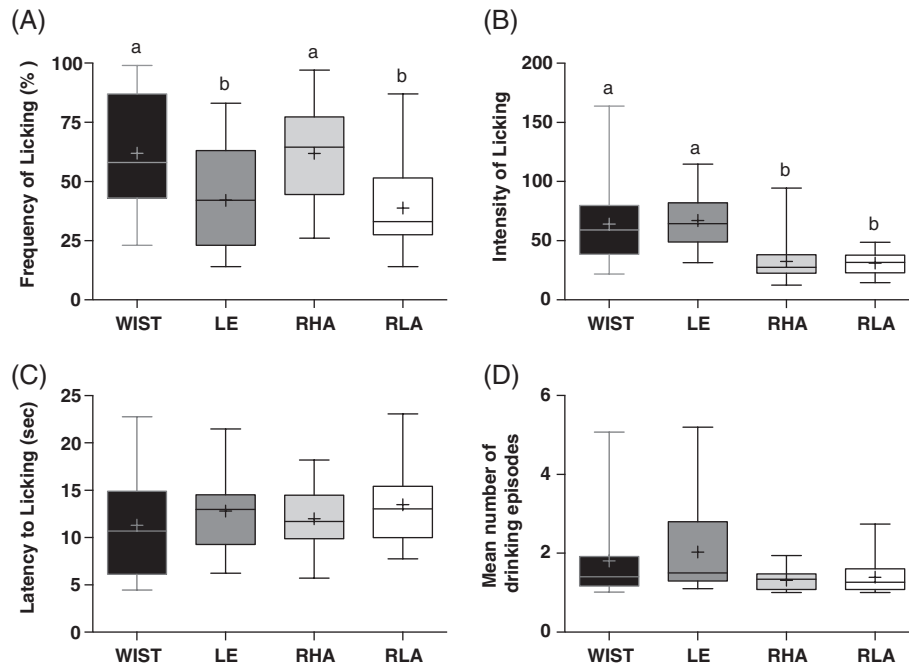 (A)
Frequency of Licking (%)
100
75
50
25
0
a
b
a
b
WIST LE RHA RLA
(B)
Intensity of Licking
200
150
100
50
0
a
a
b
b
WIST LE RHA RLA
(C)
Latency to Licking (sec)
25
20
15
10
5
0
WIST LE RHA RLA
(D)
Mean number of
drinking episodes
6
4
2
0
WIST LE RHA RLA